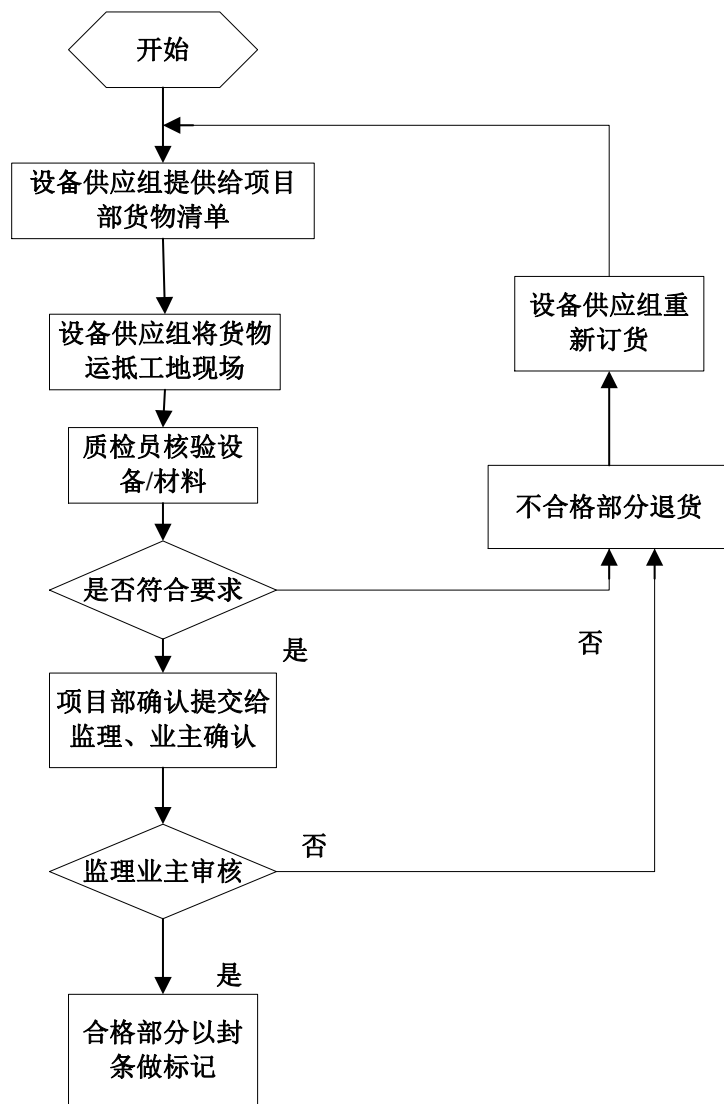 开始
设备供应组提供给项目
部货物清单
设备供应组将货物
运抵工地现场
设备供应组重
新订货
质检员核验设
备/材料
不合格部分退货
是否符合要求
是
否
项目部确认提交给
监理、业主确认
监理业主审核
否
是
合格部分以封
条做标记